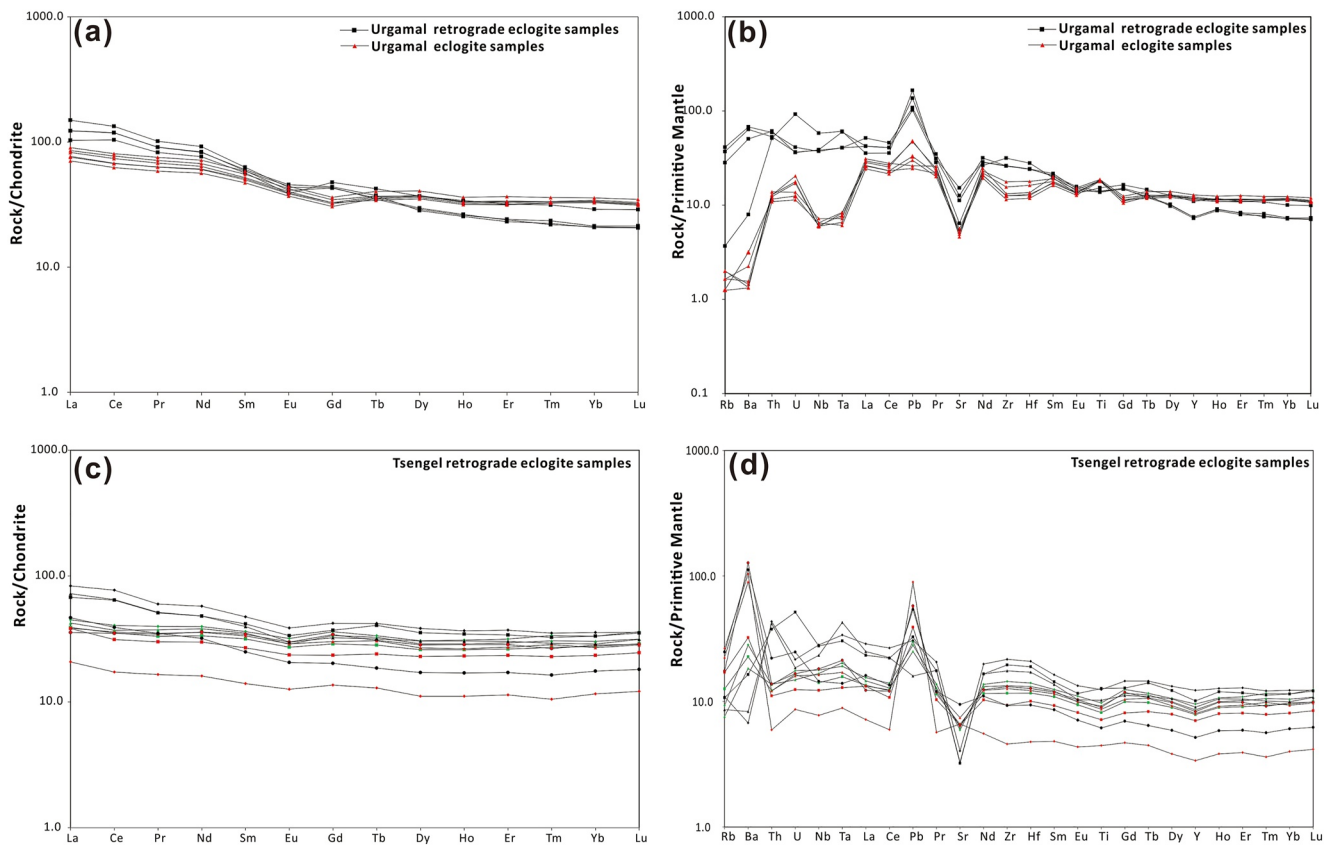 (a)
Urgamal retrograde eclogite samples
Urgamal eclogite samples
Rock/Chondrite
1000.0
100.0
10.0
1.0
La Ce Pr Nd Sm Eu Gd Tb Dy Ho Er Tm Yb Lu
(b)
Urgamal retrograde eclogite samples
Urgamal eclogite samples
Rock/Primitive Mantle
1000.0
100.0
10.0
1.0
0.1
Rb Ba Th U Nb Ta La Ce Pb Pr Sr Nd Zr Hf Sm Eu Ti Gd Tb Dy Y Ho Er Tm Yb Lu
(c)
Tsengel retrograde eclogite samples
Rock/Chondrite
1000.0
100.0
10.0
1.0
La Ce Pr Nd Sm Eu Gd Tb Dy Ho Er Tm Yb Lu
(d)
Tsengel retrograde eclogite samples
Rock/Primitive Mantle
1000.0
100.0
10.0
1.0
Rb Ba Th U Nb Ta La Ce Pb Pr Sr Nd Zr Hf Sm Eu Ti Gd Tb Dy Y Ho Er Tm Yb Lu